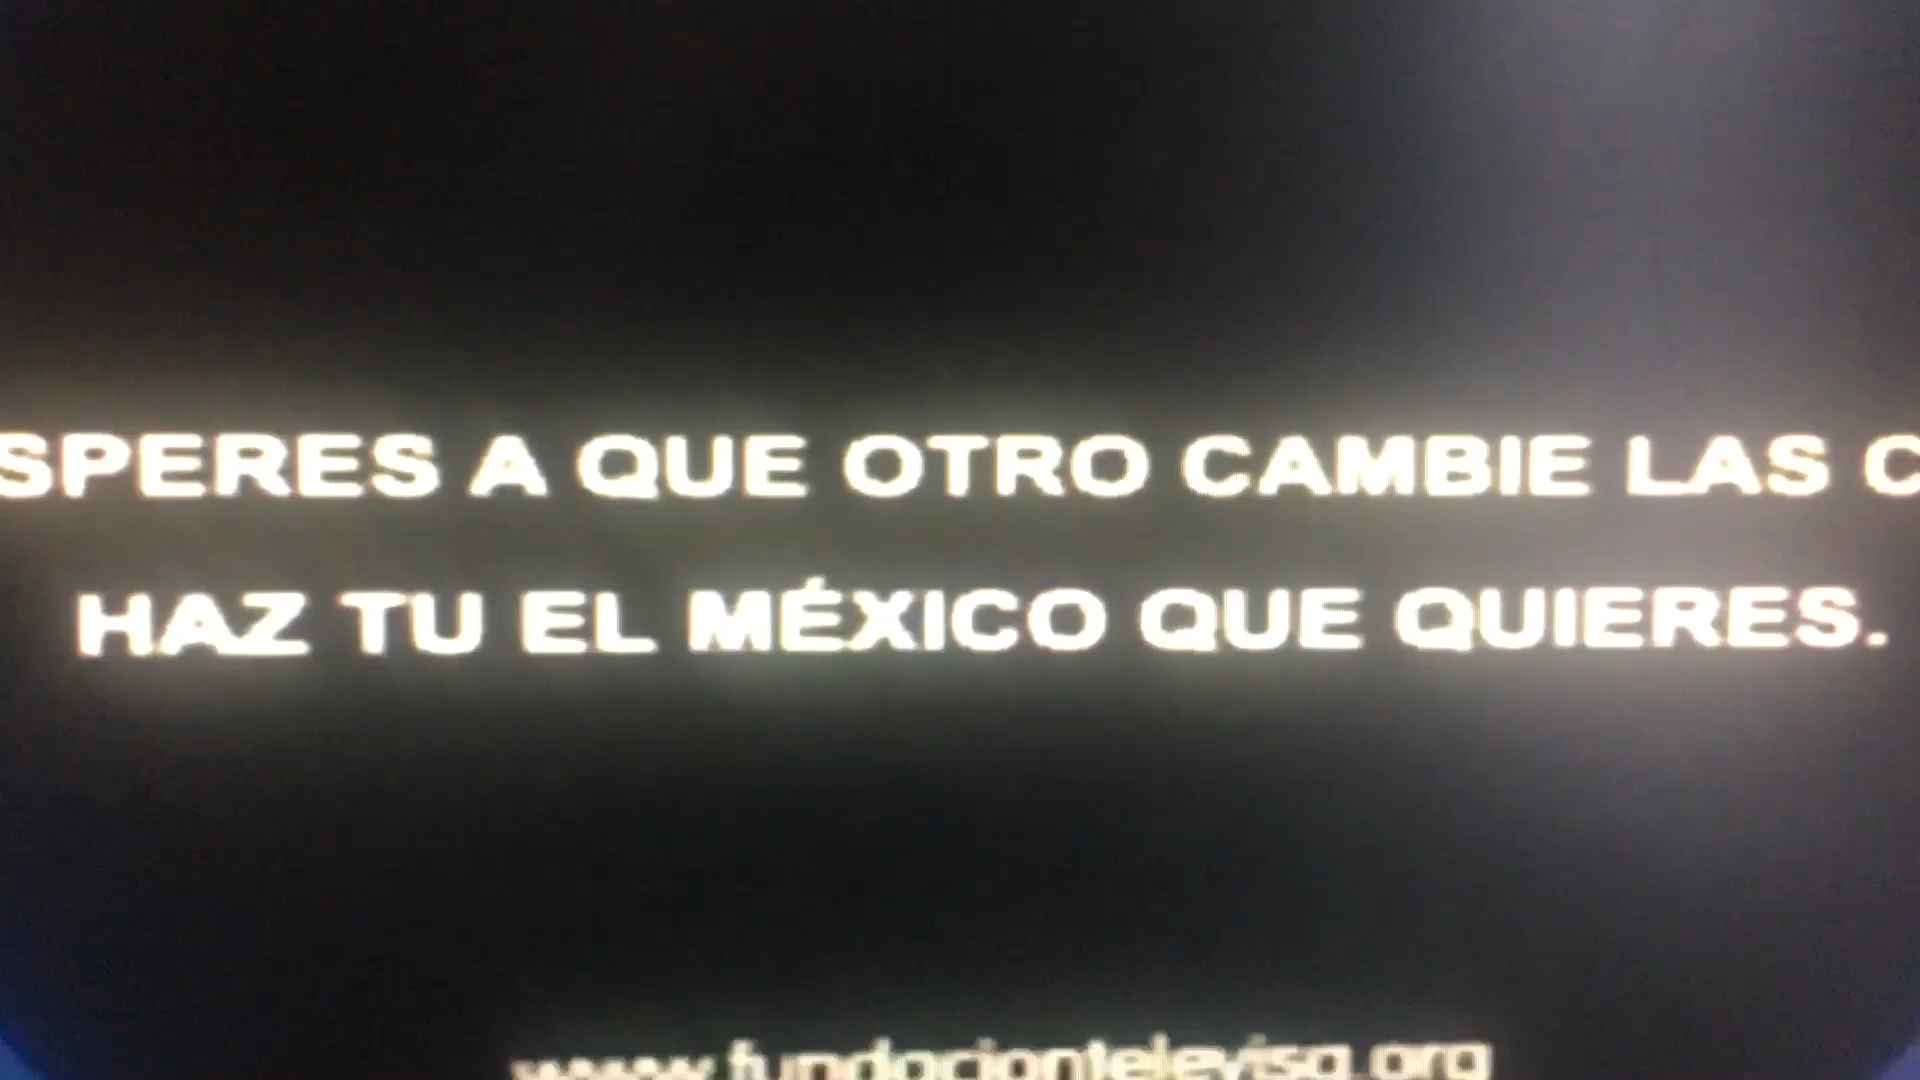 SPERES A QUE OTRO CAMBIE LAS C
HAZ TU EL MÉXICO QUE QUIERES.
www.fundaciontelevisa.org